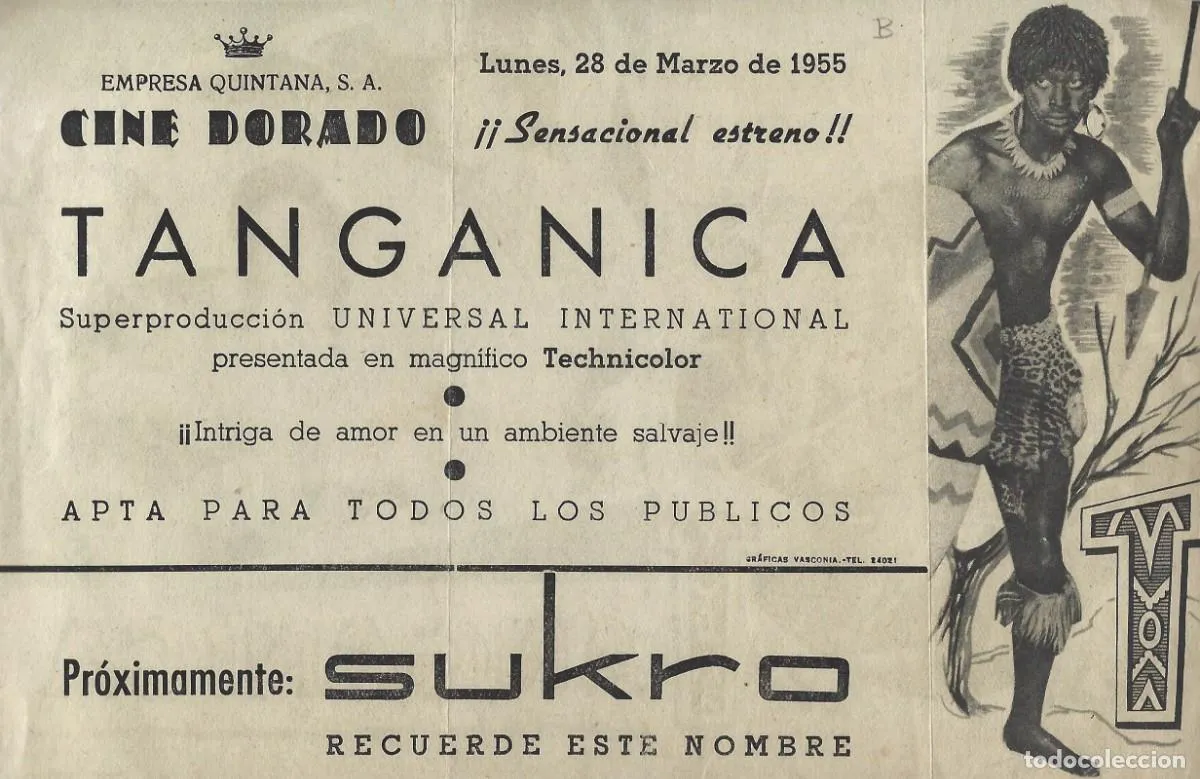 B
EMPRESA QUINTANA, S. A.
CINE DORADO
Lunes, 28 de Marzo de 1955
¡¡Sensacional estreno!!
TANGANICA
Superproducción UNIVERSAL INTERNATIONAL
presentada en magnífico Technicolor
¡¡Intriga de amor en un ambiente salvaje!!
APTA PARA TODOS LOS PUBLICOS
GRÁFICAS VASCONIA.-TEL. 24021
Próximamente: sukro
RECUERDE ESTE NOMBRE
T
todocoleccion